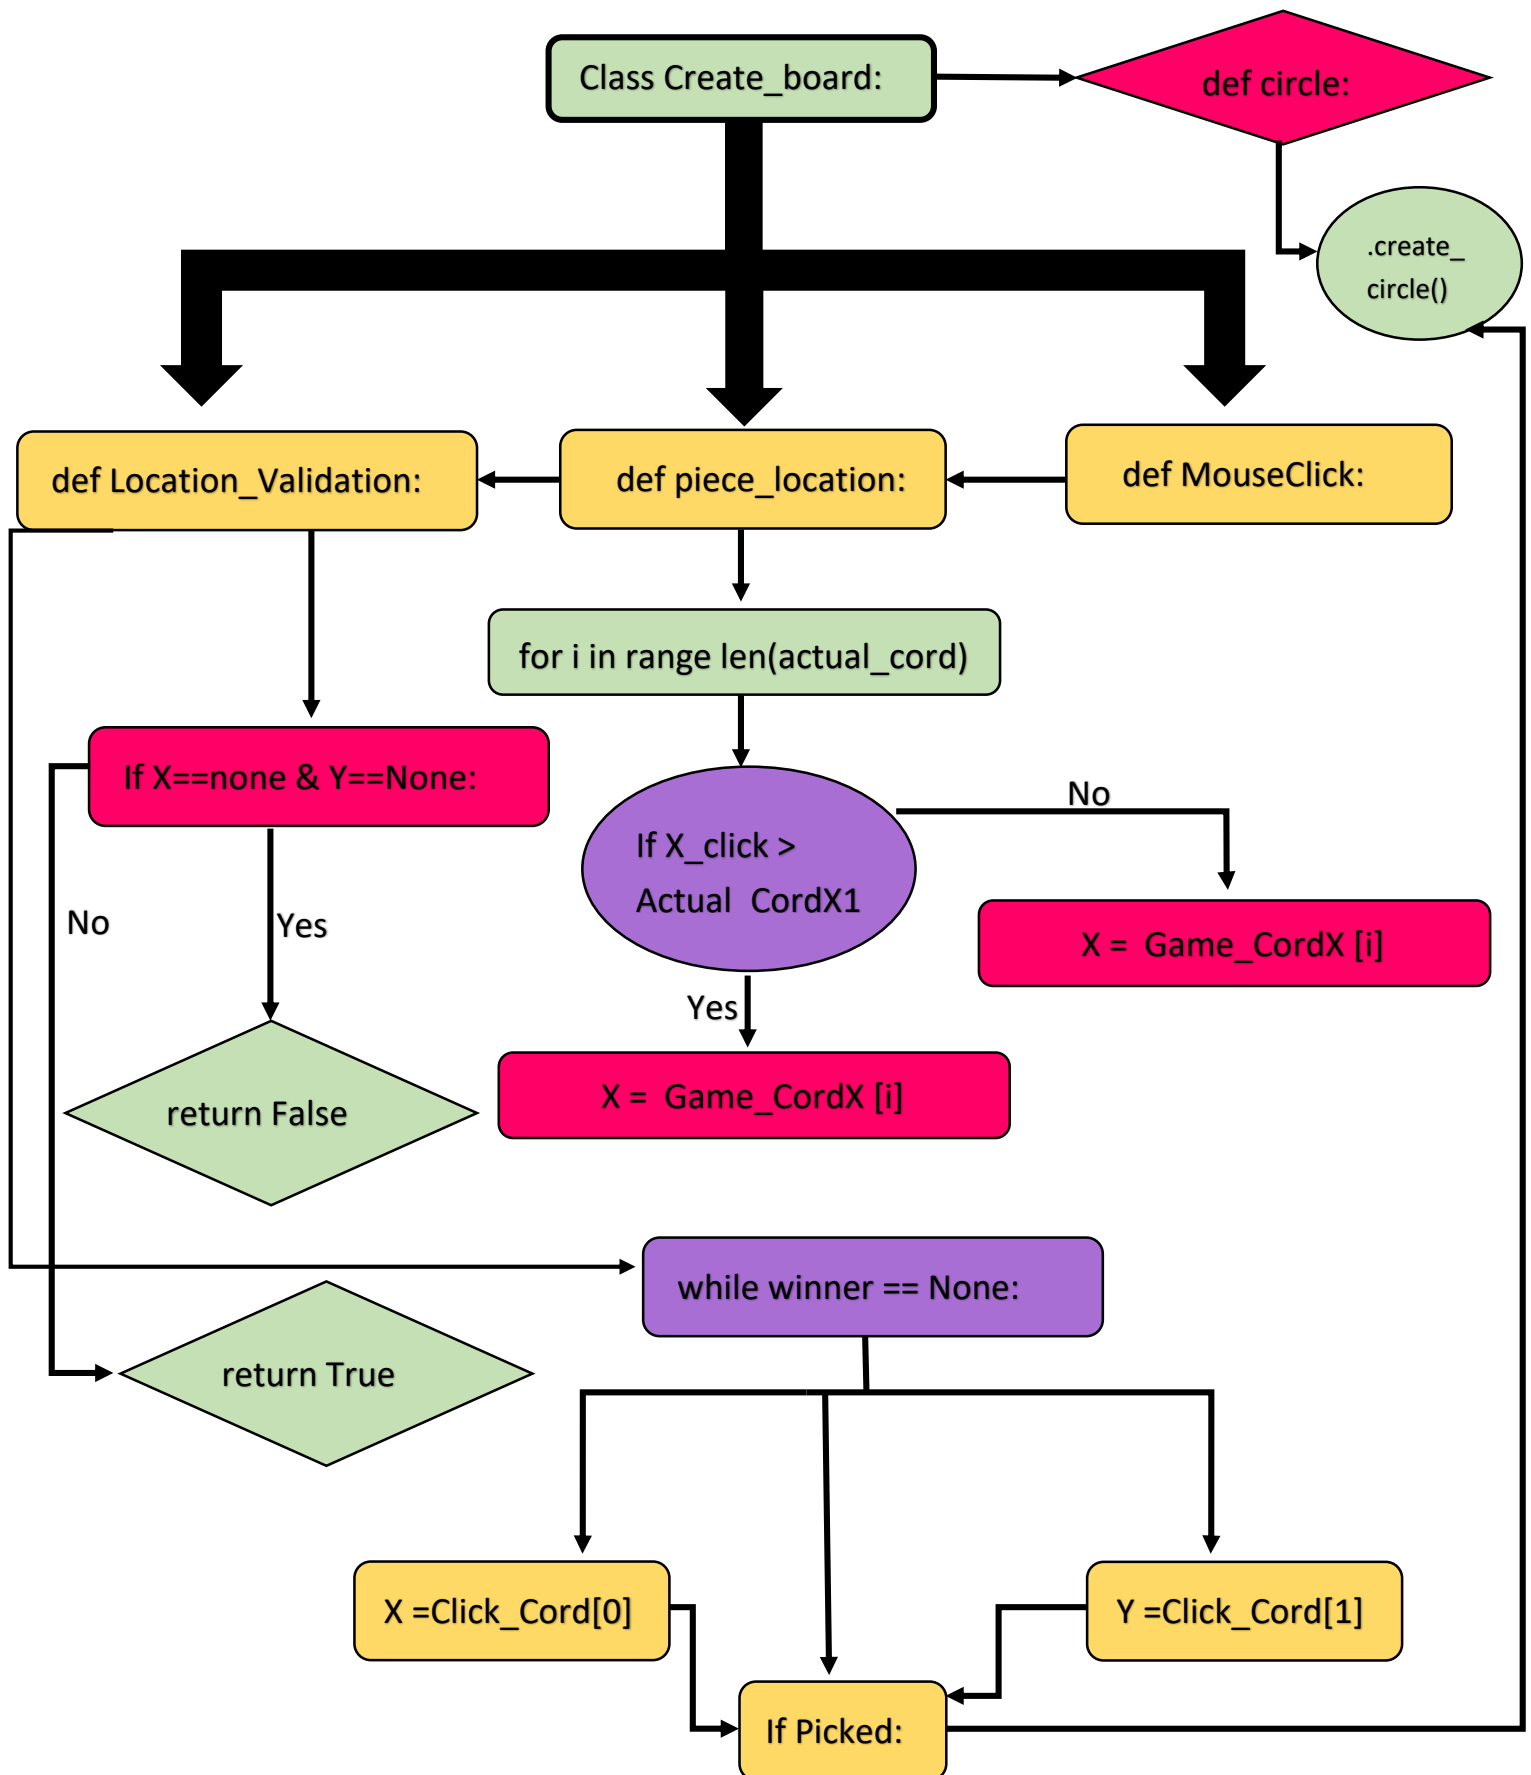 Class Create_board:
def circle:
.create_
circle()
def Location_Validation:
def piece_location:
def MouseClick:
for i in range len(actual_cord)
If X==none & Y==None:
No
If X_click >
Actual  CordX1
No
Yes
X =  Game_CordX [i]
Yes
X =  Game_CordX [i]
return False
while winner == None:
return True
X =Click_Cord[0]
Y =Click_Cord[1]
If Picked: